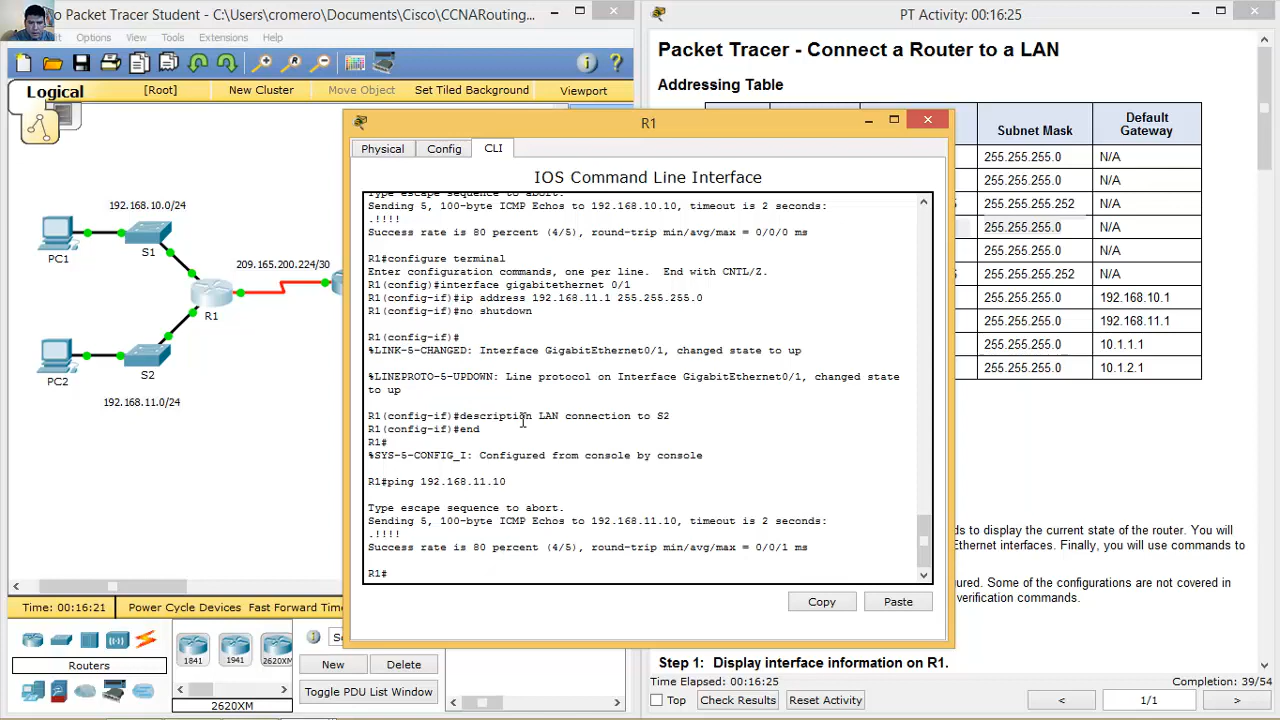 o Packet Tracer Student - C:\Users\cromero\Documents\Cisco\CCNARouting...
Options View Tools Extensions Help
Logical [Root] New Cluster Move Object Set Tiled Background Viewport
192.168.10.0/24
PC1
S1
209.165.200.224/30
R1
PC2
S2
192.168.11.0/24
Time: 00:16:21 Power Cycle Devices Fast Forward Time
Routers
1841 1941 2620XM
2620XM
New Delete
Toggle PDU List Window
R1
Physical Config CLI
IOS Command Line Interface
Type escape sequence to abort.
Sending 5, 100-byte ICMP Echos to 192.168.10.10, timeout is 2 seconds:
.!!!!
Success rate is 80 percent (4/5), round-trip min/avg/max = 0/0/0 ms
R1#configure terminal
Enter configuration commands, one per line. End with CNTL/Z.
R1(config)#interface gigabitethernet 0/1
R1(config-if)#ip address 192.168.11.1 255.255.255.0
R1(config-if)#no shutdown
R1(config-if)#
%LINK-5-CHANGED: Interface GigabitEthernet0/1, changed state to up
%LINEPROTO-5-UPDOWN: Line protocol on Interface GigabitEthernet0/1, changed state
to up
R1(config-if)#description LAN connection to S2
R1(config-if)#end
R1#
%SYS-5-CONFIG_I: Configured from console by console
R1#ping 192.168.11.10
Type escape sequence to abort.
Sending 5, 100-byte ICMP Echos to 192.168.11.10, timeout is 2 seconds:
.!!!!
Success rate is 80 percent (4/5), round-trip min/avg/max = 0/0/1 ms
R1#
Copy Paste
PT Activity: 00:16:25
Packet Tracer - Connect a Router to a LAN
Addressing Table
Subnet Mask Default Gateway
255.255.255.0 N/A
255.255.255.0 N/A
255.255.255.252 N/A
255.255.255.0 N/A
255.255.255.0 N/A
255.255.255.252 N/A
255.255.255.0 192.168.10.1
255.255.255.0 192.168.11.1
255.255.255.0 10.1.1.1
255.255.255.0 10.1.2.1
ds to display the current state of the router. You will
Ethernet interfaces. Finally, you will use commands to
ured. Some of the configurations are not covered in
verification commands.
Step 1: Display interface information on R1.
Time Elapsed: 00:16:25 Completion: 39/54
Top Check Results Reset Activity < 1/1 >